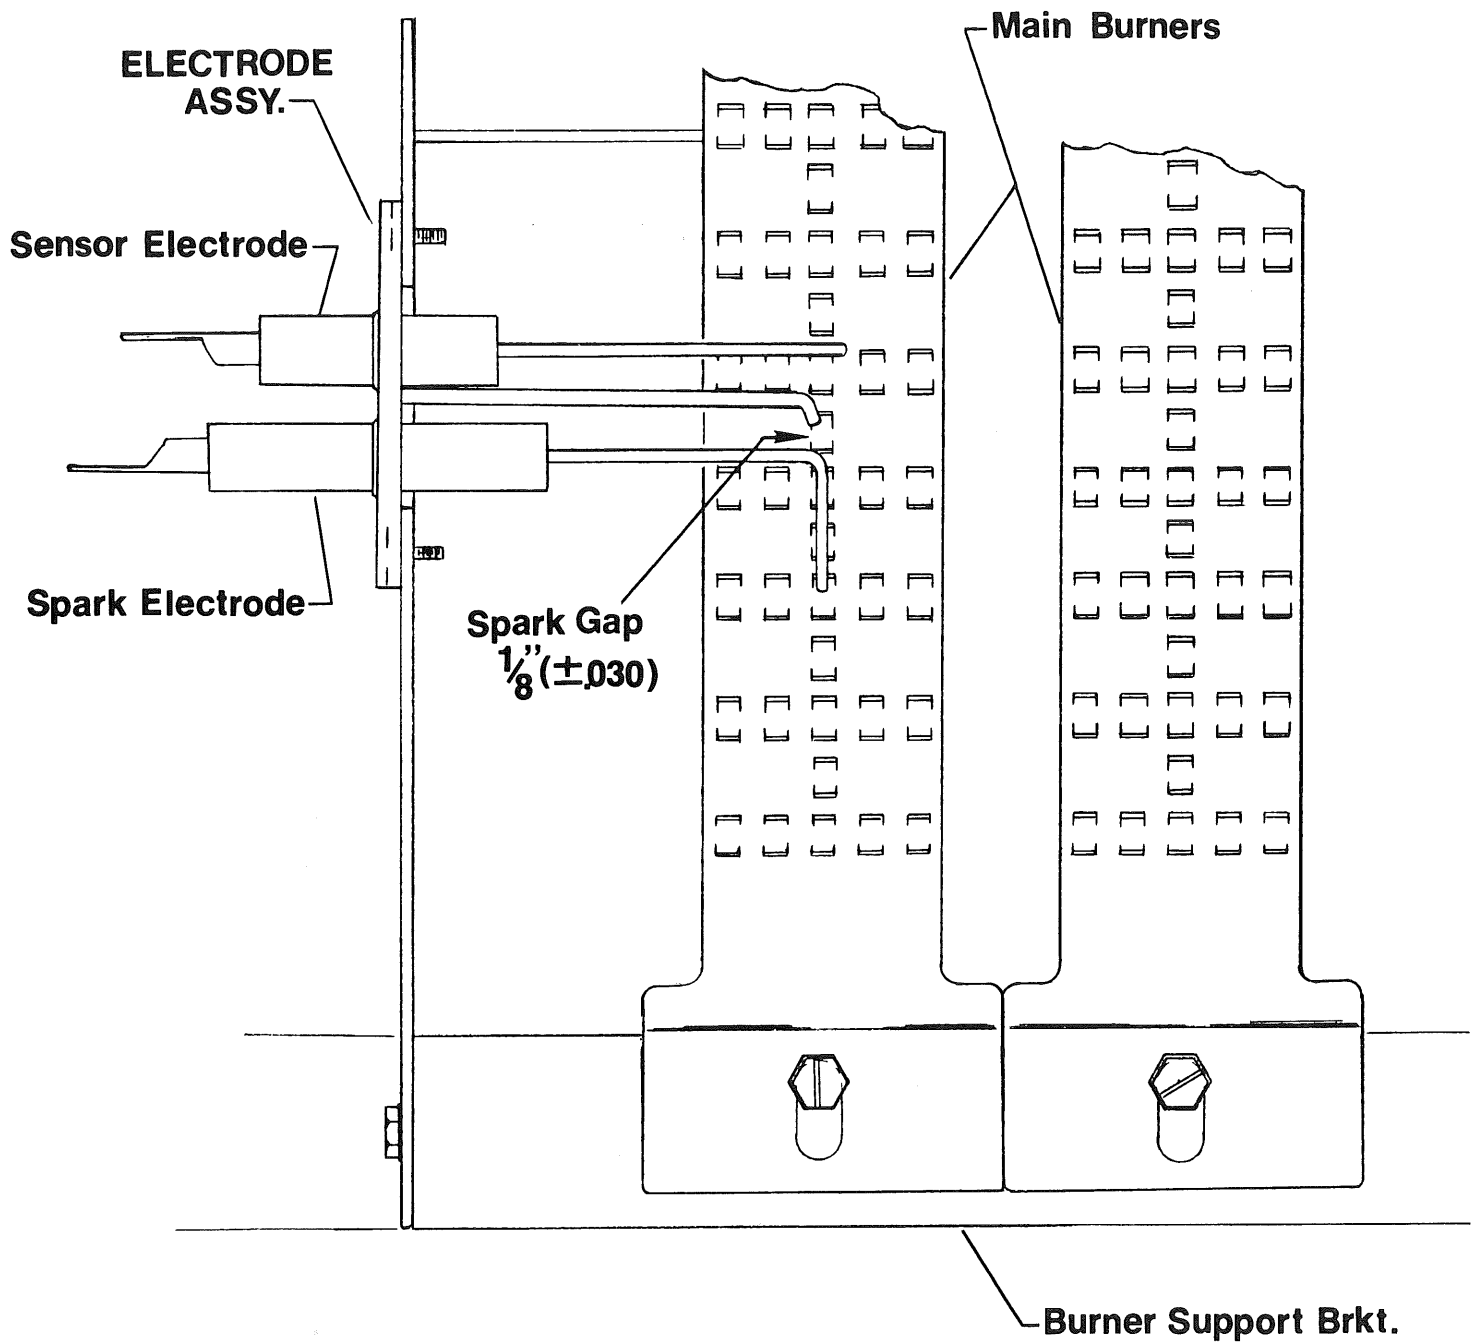 Main Burners
ELECTRODE
ASSY.
Sensor Electrode
Spark Electrode
Spark Gap
1/8"(±.030)
Burner Support Brkt.